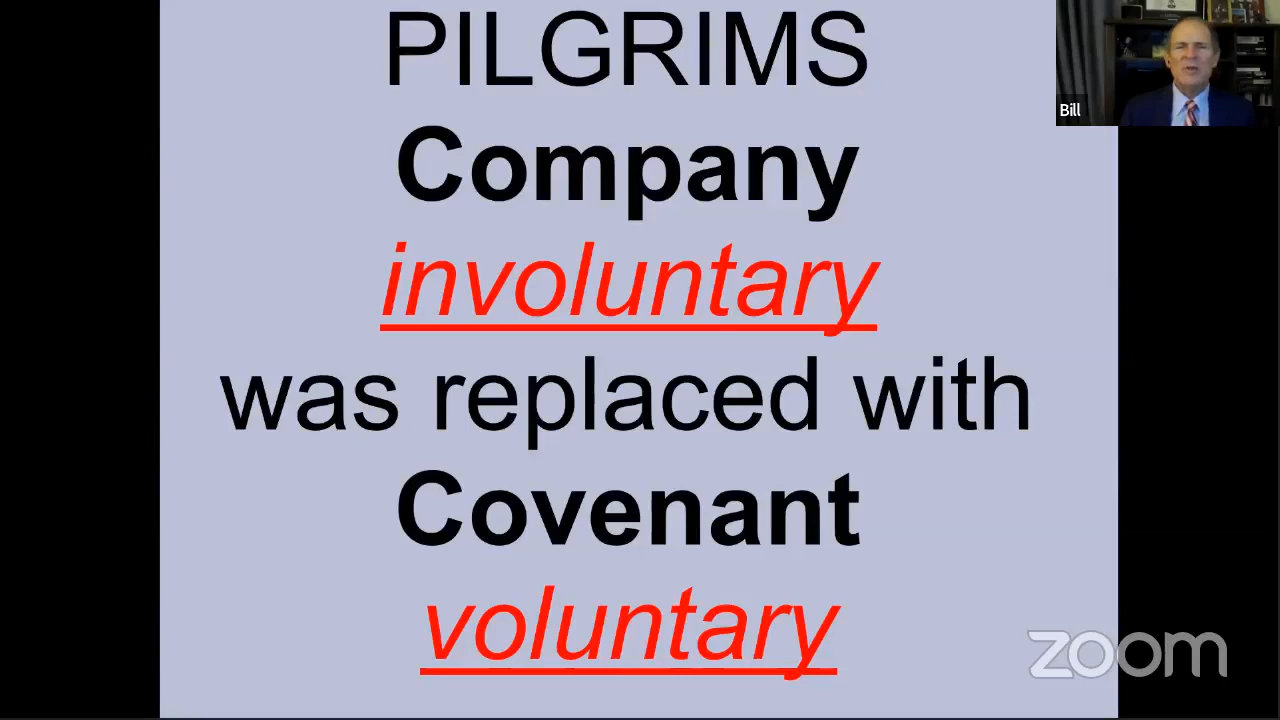 PILGRIMS
Company
involuntary
was replaced with
Covenant
voluntary
Bill
zoom